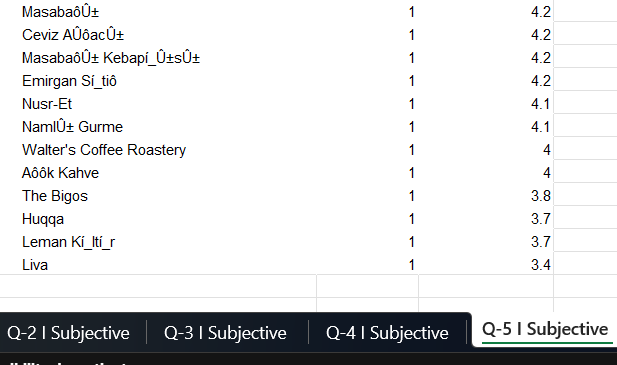 MasabaôÛ± 1 4.2
Ceviz AÛôacÛ± 1 4.2
MasabaôÛ± Kebapí_Û±sÛ± 1 4.2
Emirgan Sí_tiô 1 4.2
Nusr-Et 1 4.1
NamlÛ± Gurme 1 4.1
Walter's Coffee Roastery 1 4
Aôôk Kahve 1 4
The Bigos 1 3.8
Huqqa 1 3.7
Leman Kí_ltí_r 1 3.7
Liva 1 3.4
Q-2 I Subjective Q-3 I Subjective Q-4 I Subjective Q-5 I Subjective